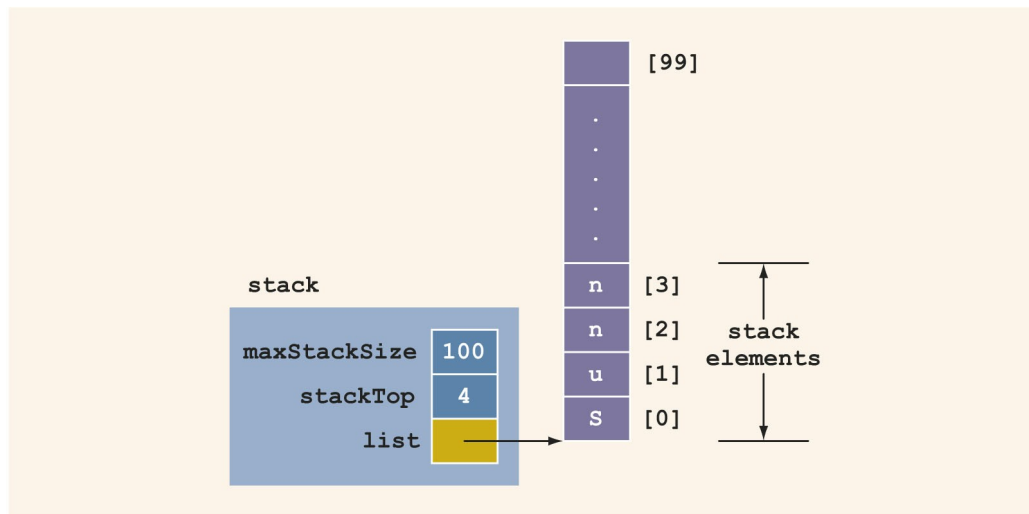 [99]
.
.
.
.
.
stack
n [3]
n [2]
u [1]
S [0]
stack
elements
maxStackSize 100
stackTop 4
list